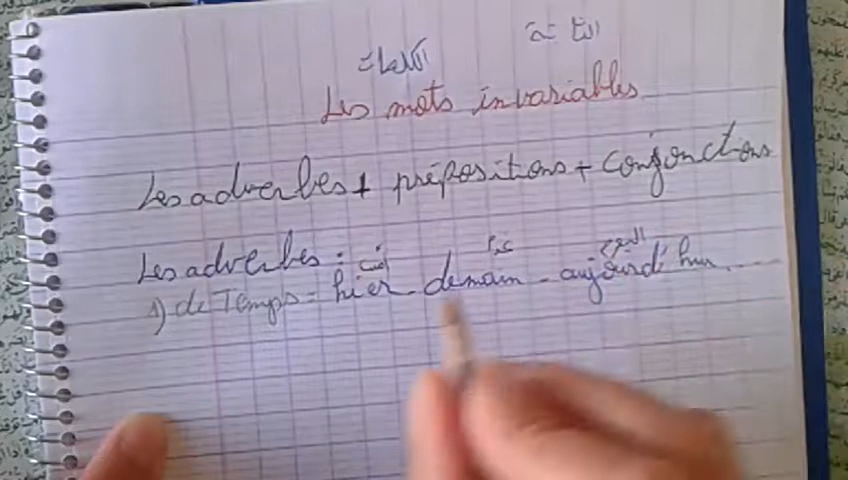 الكلمات الثابتة
Les mots invariables
Les adverbes + prépositions + Conjonctions
Les adverbes :
غدا اليوم
1) de Temps = hier - demain - aujourd'hui ...